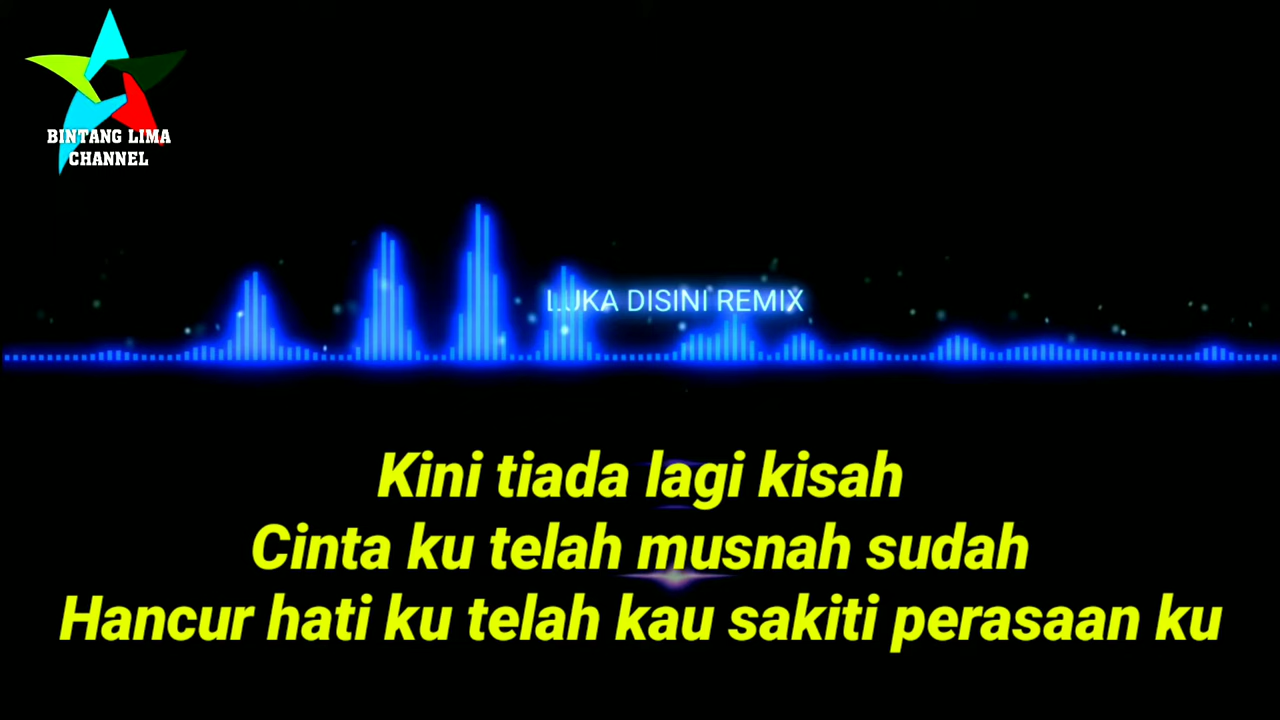 BINTANG LIMA
CHANNEL
LUKA DISINI REMIX
Kini tiada lagi kisah
Cinta ku telah musnah sudah
Hancur hati ku telah kau sakiti perasaan ku